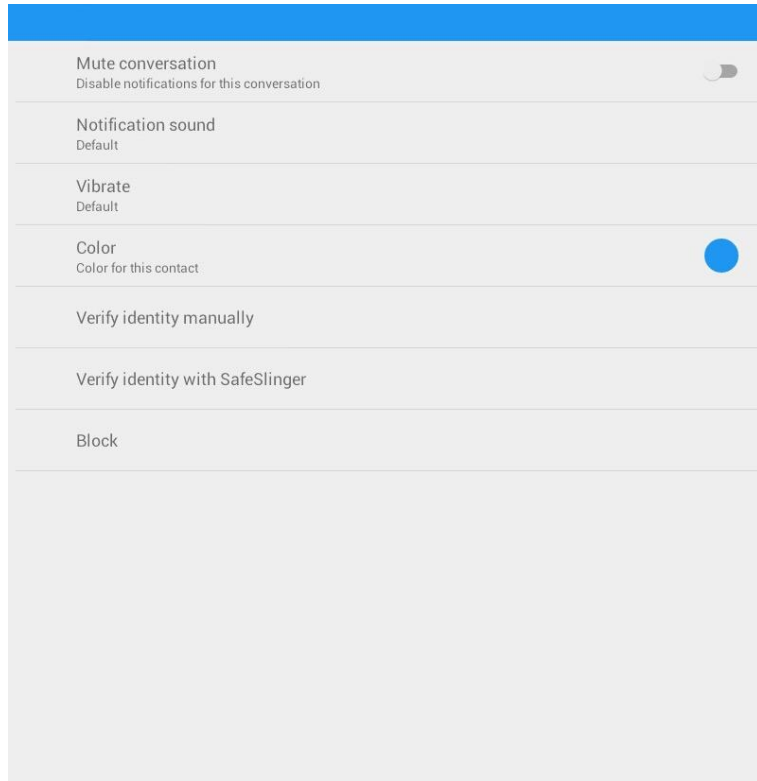 Mute conversation
Disable notifications for this conversation
Notification sound
Default
Vibrate
Default
Color
Color for this contact
Verify identity manually
Verify identity with SafeSlinger
Block